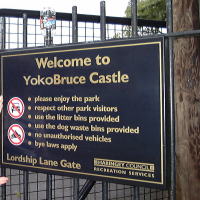 Welcome to
YokoBruce Castle
• please enjoy the park
• respect other park visitors
• use the litter bins provided
• use the dog waste bins provided
• no unauthorised vehicles
• bye laws apply
Lordship Lane Gate
HARINGEY COUNCIL
RECREATION SERVICES